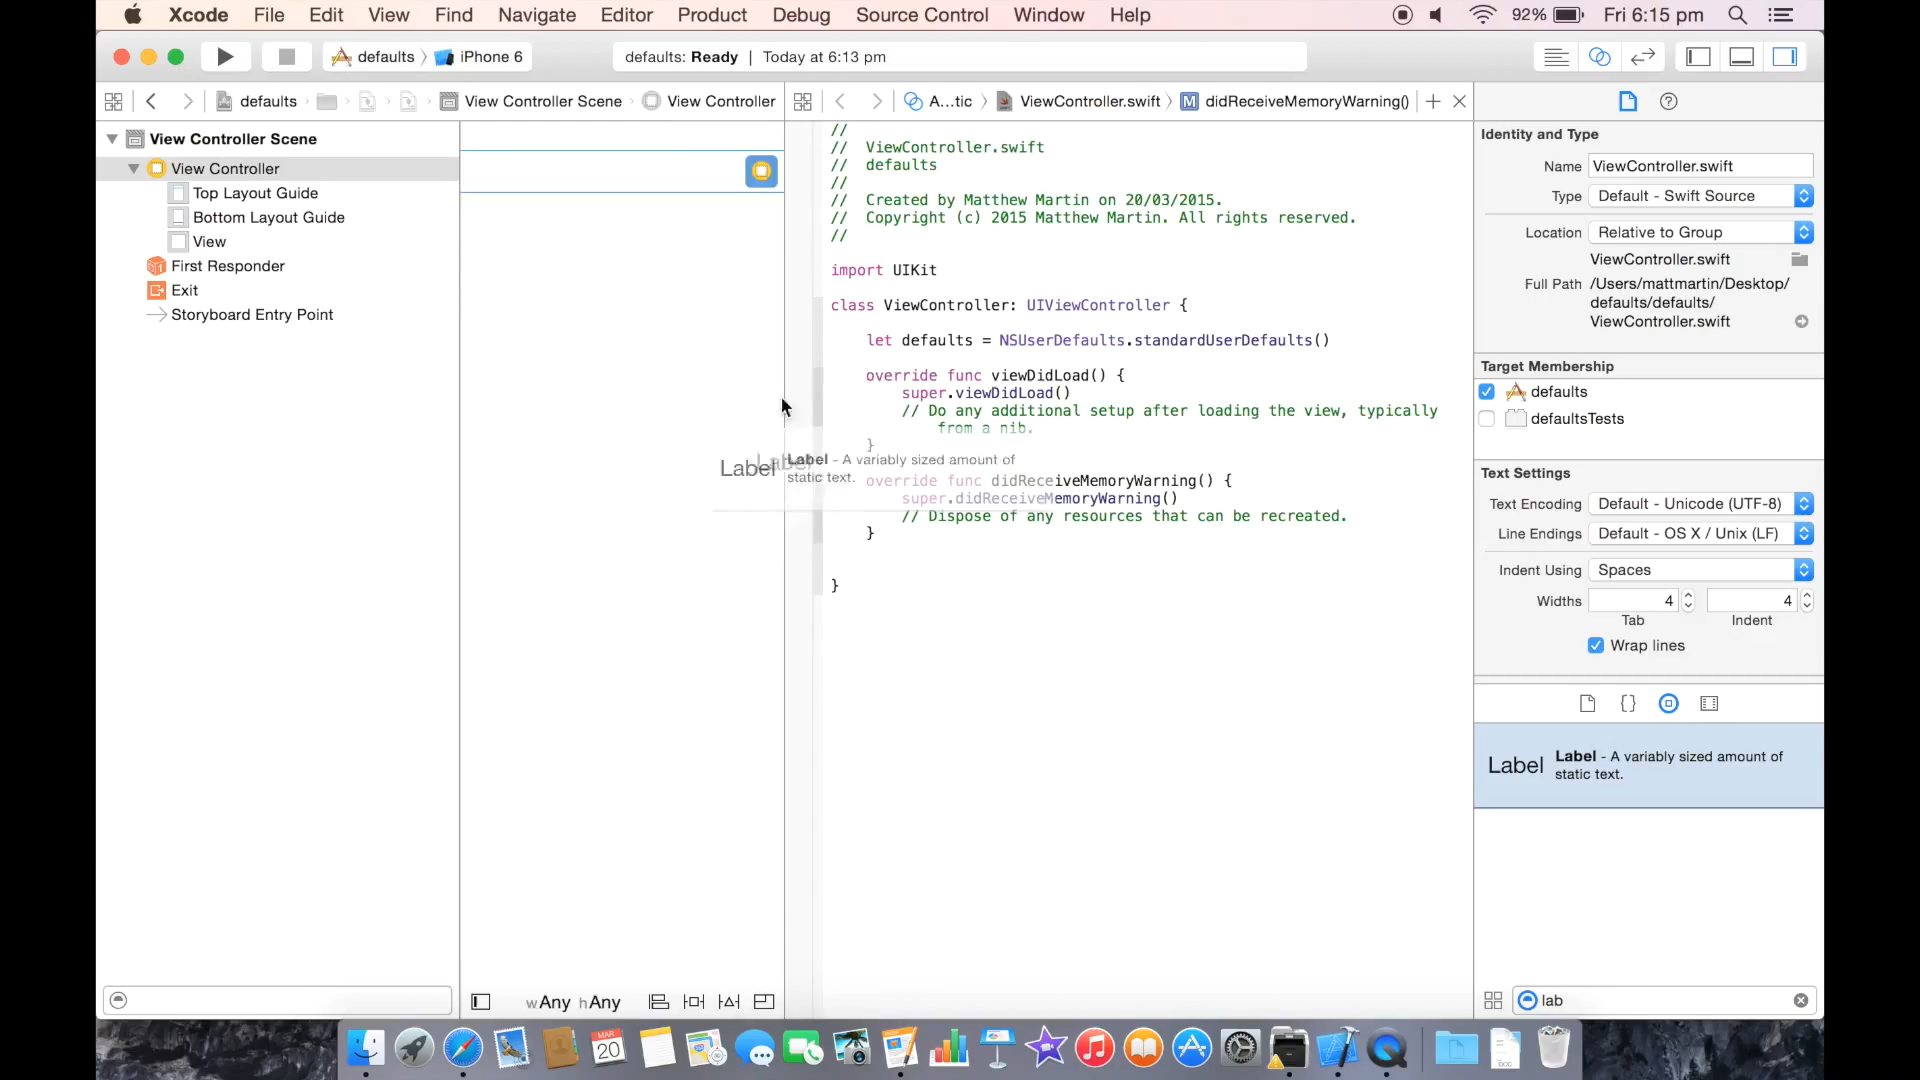 Xcode File Edit View Find Navigate Editor Product Debug Source Control Window Help 92% Fri 6:15 pm
defaults iPhone 6 defaults: Ready | Today at 6:13 pm
defaults View Controller Scene View Controller A...tic ViewController.swift M didReceiveMemoryWarning()
View Controller Scene
View Controller
Top Layout Guide
Bottom Layout Guide
View
First Responder
Exit
Storyboard Entry Point
wAny hAny
//
// ViewController.swift
// defaults
//
// Created by Matthew Martin on 20/03/2015.
// Copyright (c) 2015 Matthew Martin. All rights reserved.
//
import UIKit
class ViewController: UIViewController {
let defaults = NSUserDefaults.standardUserDefaults()
override func viewDidLoad() {
super.viewDidLoad()
// Do any additional setup after loading the view, typically
from a nib.
}
Label Label Label - A variably sized amount of
static text.
override func didReceiveMemoryWarning() {
super.didReceiveMemoryWarning()
// Dispose of any resources that can be recreated.
}
}
Identity and Type
Name ViewController.swift
Type Default - Swift Source
Location Relative to Group
ViewController.swift
Full Path /Users/mattmartin/Desktop/
defaults/defaults/
ViewController.swift
Target Membership
defaults
defaultsTests
Text Settings
Text Encoding Default - Unicode (UTF-8)
Line Endings Default - OS X / Unix (LF)
Indent Using Spaces
Widths 4 4
Tab Indent
Wrap lines
{}
Label Label - A variably sized amount of
static text.
lab
MAR
20